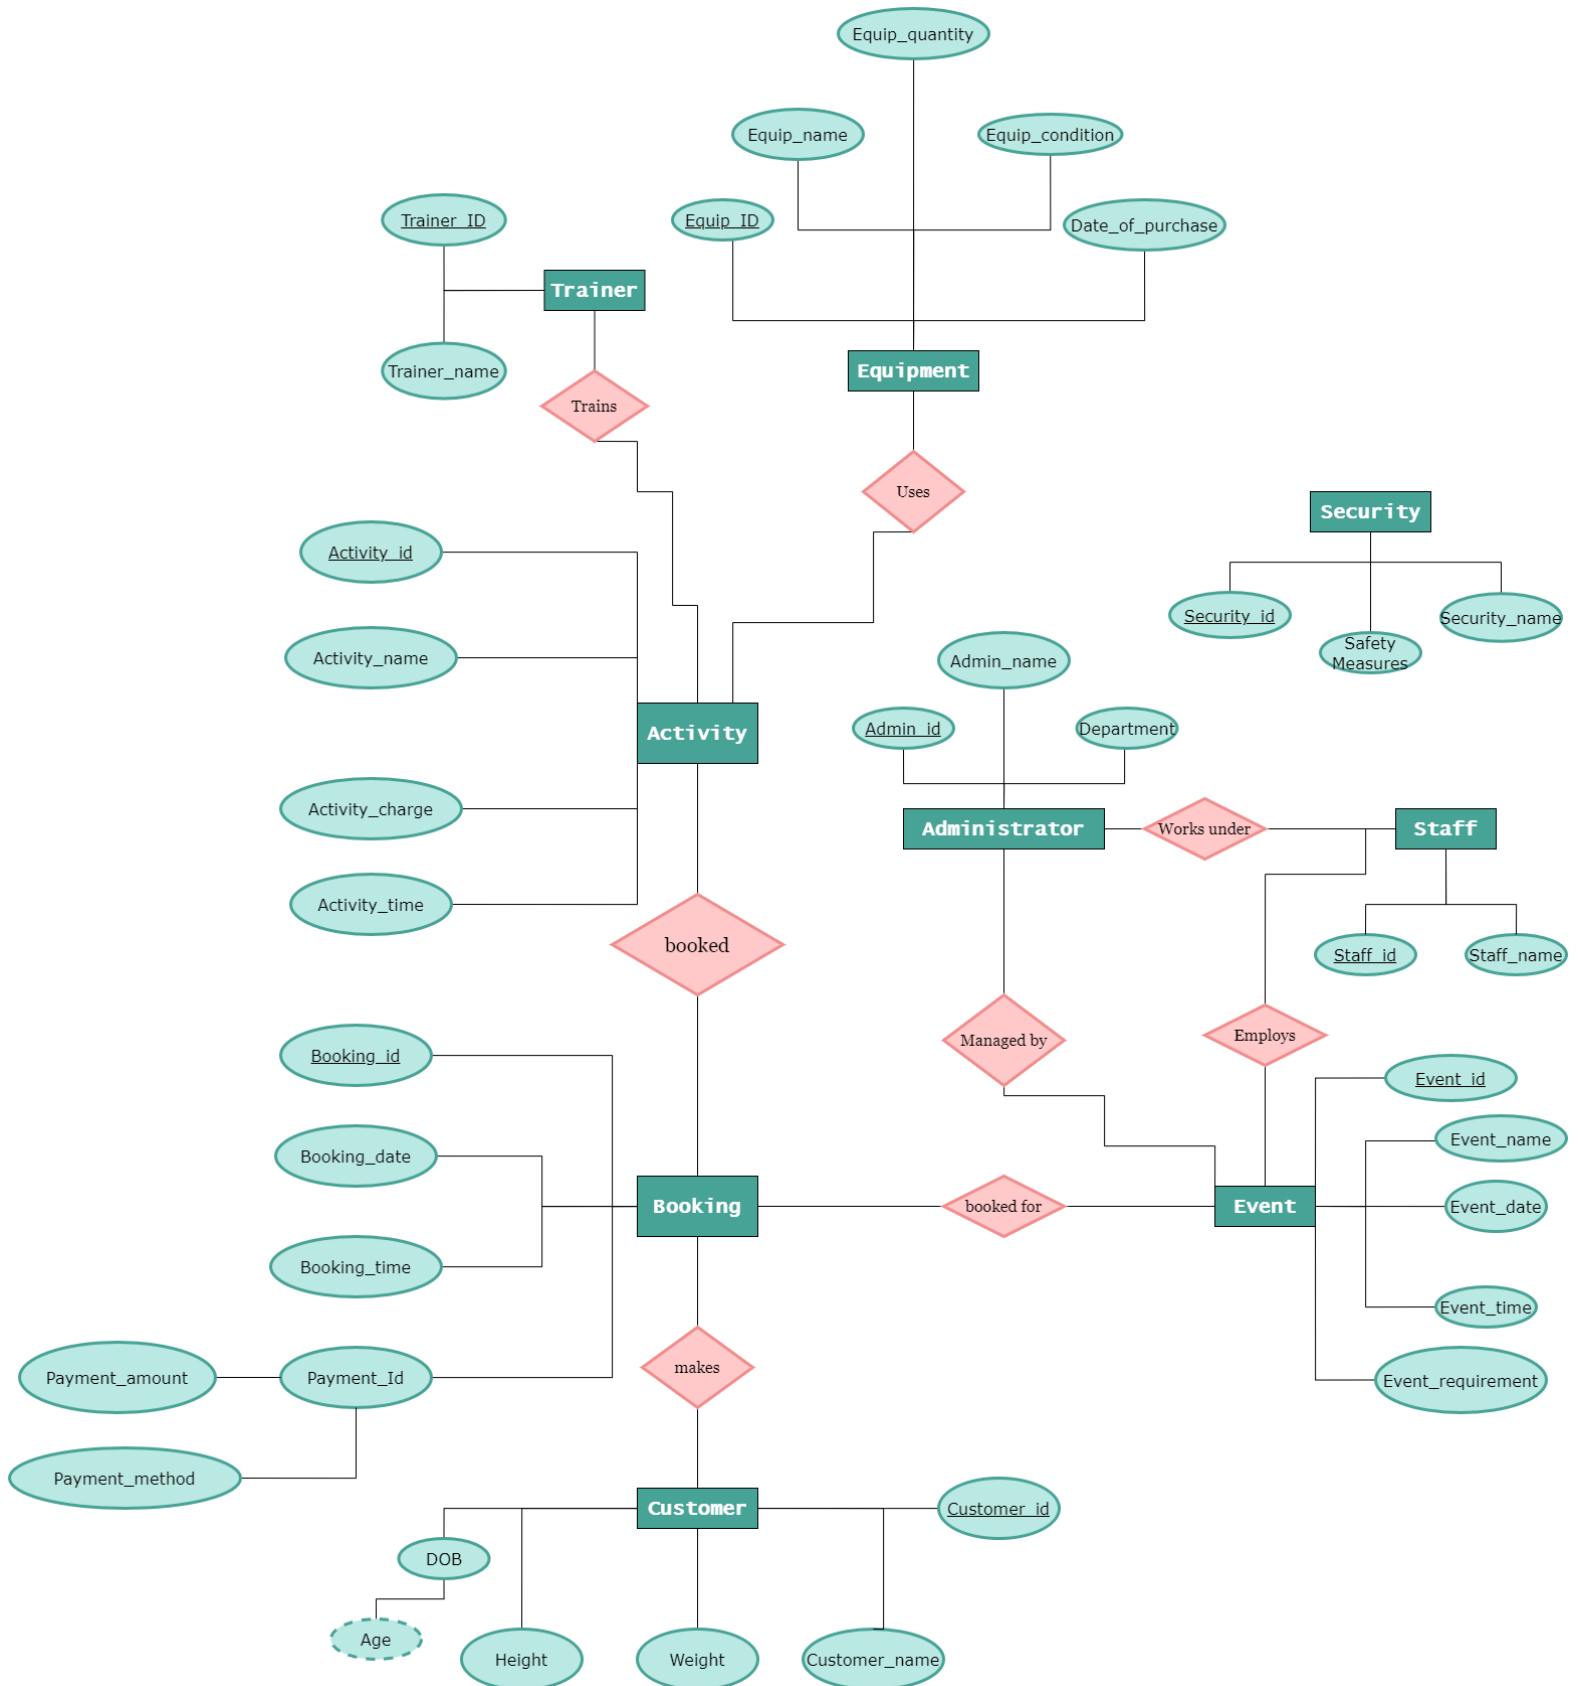 Equip_quantity
Equip_name
Equip_condition
Trainer_ID
Equip_ID
Date_of_purchase
Trainer
Trainer_name
Equipment
Trains
Uses
Security
Activity_id
Security_id
Security_name
Safety
Measures
Activity_name
Admin_name
Admin_id
Department
Activity
Activity_charge
Administrator
Works under
Staff
Activity_time
booked
Staff_id
Staff_name
Managed by
Employs
Booking_id
Event_id
Event_name
Booking_date
Booking
booked for
Event
Event_date
Booking_time
Event_time
Payment_amount
Payment_Id
makes
Event_requirement
Payment_method
Customer
Customer_id
DOB
Age
Height
Weight
Customer_name